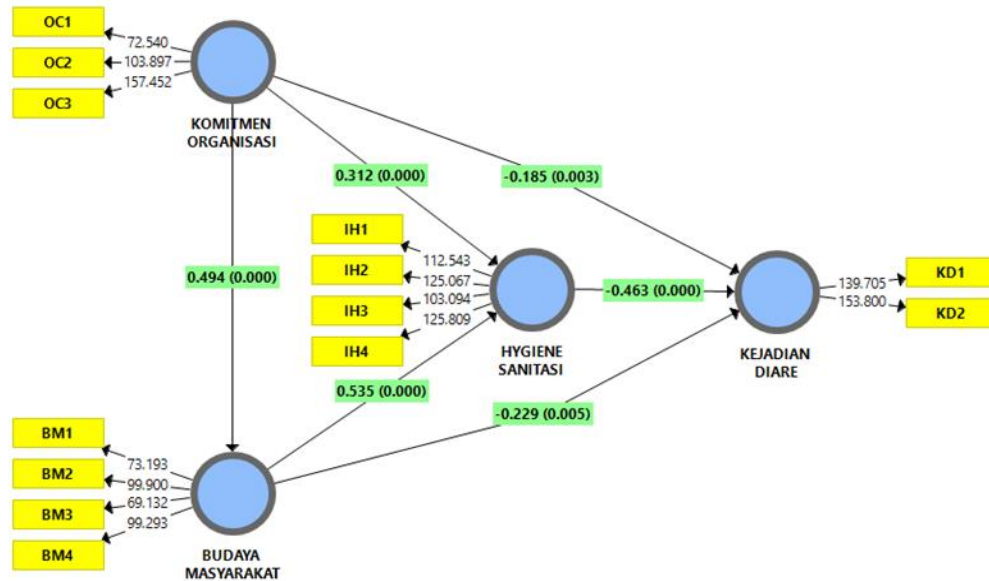 OC1
72.540
OC2
103.897
OC3
157.452
KOMITMEN
ORGANISASI
0.312 (0.000)
-0.185 (0.003)
0.494 (0.000)
IH1
112.543
IH2
125.067
IH3
103.094
IH4
125.809
HYGIENE
SANITASI
-0.463 (0.000)
139.705
KD1
153.800
KD2
KEJADIAN
DIARE
0.535 (0.000)
-0.229 (0.005)
BM1
73.193
BM2
99.900
BM3
69.132
BM4
99.293
BUDAYA
MASYARAKAT